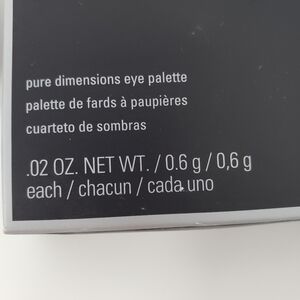 pure dimensions eye palette
palette de fards à paupières
cuarteto de sombras
.02 OZ. NET WT. / 0.6 g / 0,6 g
each / chacun / cada uno